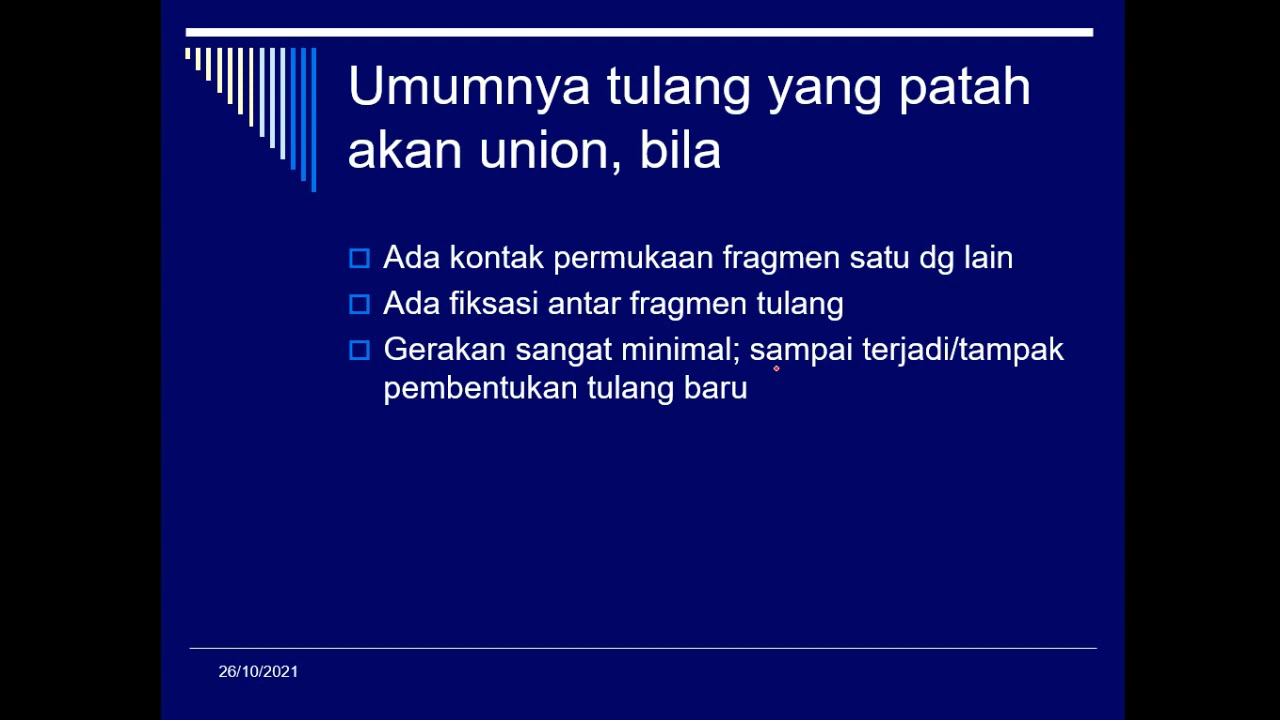 Umumnya tulang yang patah
akan union, bila
Ada kontak permukaan fragmen satu dg lain
Ada fiksasi antar fragmen tulang
Gerakan sangat minimal; sampai terjadi/tampak
pembentukan tulang baru
26/10/2021